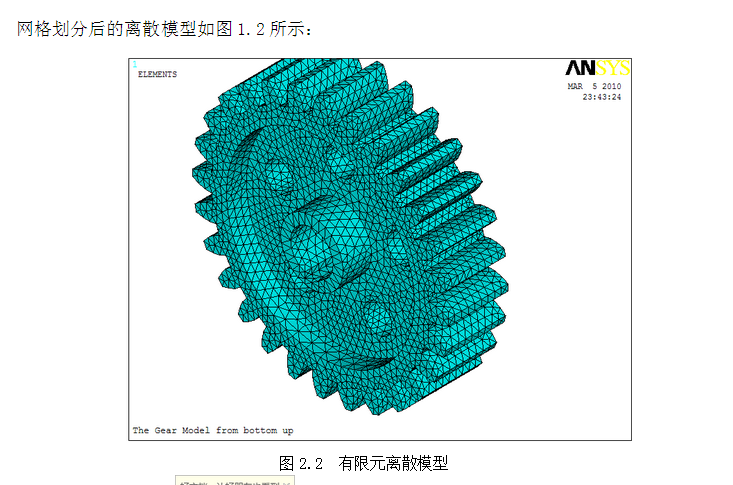 网格划分后的离散模型如图1.2所示：
1
ELEMENTS
ANSYS
MAR 5 2010
23:43:24
The Gear Model from bottom up
图2.2 有限元离散模型